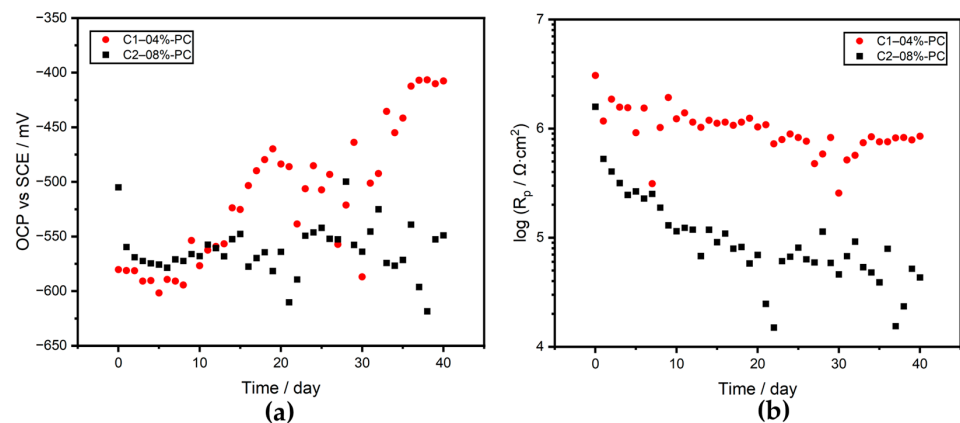 −350
−400
−450
−500
−550
−600
−650
OCP vs SCE / mV
C1−04%-PC
C2−08%-PC
0 10 20 30 40
Time / day
(a)
7
6
5
4
log (Rp / Ω·cm²)
C1−04%-PC
C2−08%-PC
0 10 20 30 40
Time / day
(b)